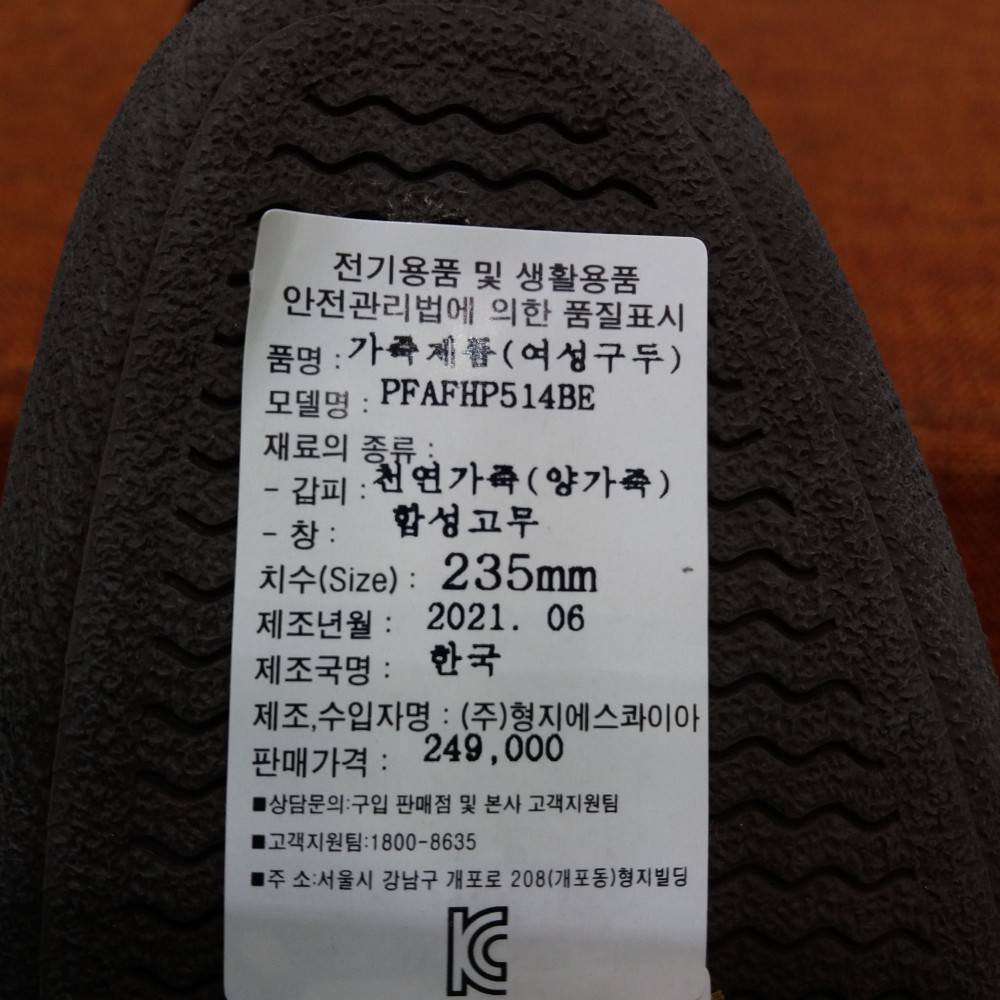 전기용품 및 생활용품
안전관리법에 의한 품질표시
품명 : 가죽제품(여성구두)
모델명 : PFAFHP514BE
재료의 종류 :
- 갑피 : 천연가죽(양가죽)
- 창 : 합성고무
치수(Size) : 235mm
제조년월 : 2021. 06
제조국명 : 한국
제조,수입자명 : (주)형지에스콰이아
판매가격 : 249,000
■상담문의:구입 판매점 및 본사 고객지원팀
■고객지원팀:1800-8635
■주 소:서울시 강남구 개포로 208(개포동)형지빌딩
KC